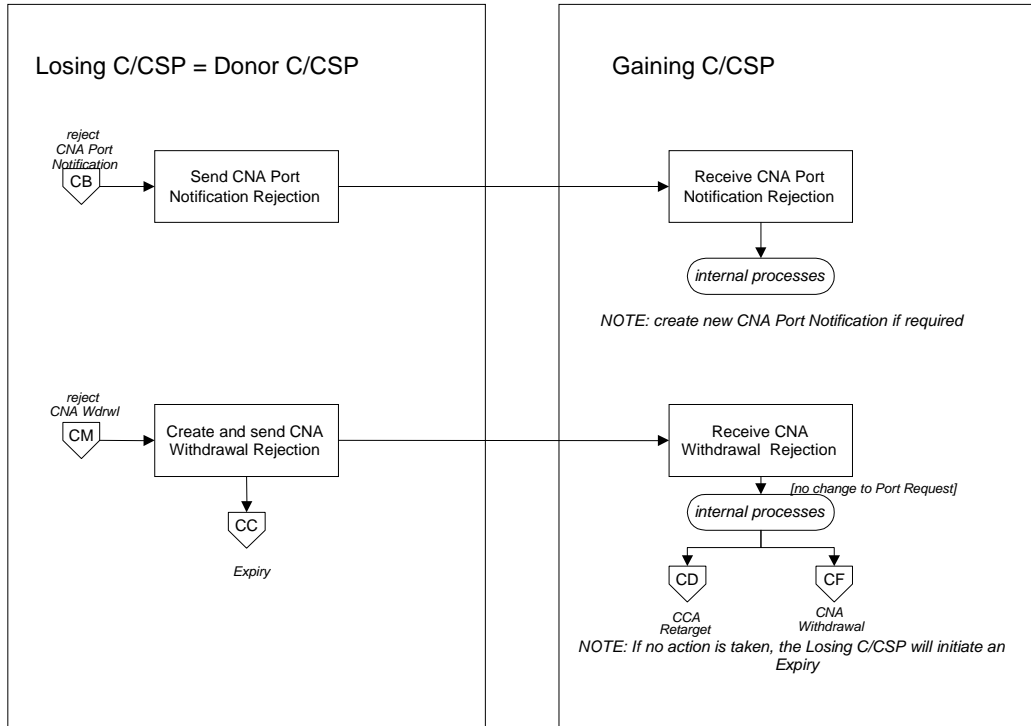 Losing C/CSP = Donor C/CSP
Gaining C/CSP
reject
CNA Port
Notification
CB
Send CNA Port
Notification Rejection
Receive CNA Port
Notification Rejection
internal processes
NOTE: create new CNA Port Notification if required
reject
CNA Wdrwl
CM
Create and send CNA
Withdrawal Rejection
Receive CNA
Withdrawal Rejection
[no change to Port Request]
internal processes
CC
Expiry
CD
CF
CCA
Retarget
CNA
Withdrawal
NOTE: If no action is taken, the Losing C/CSP will initiate an
Expiry